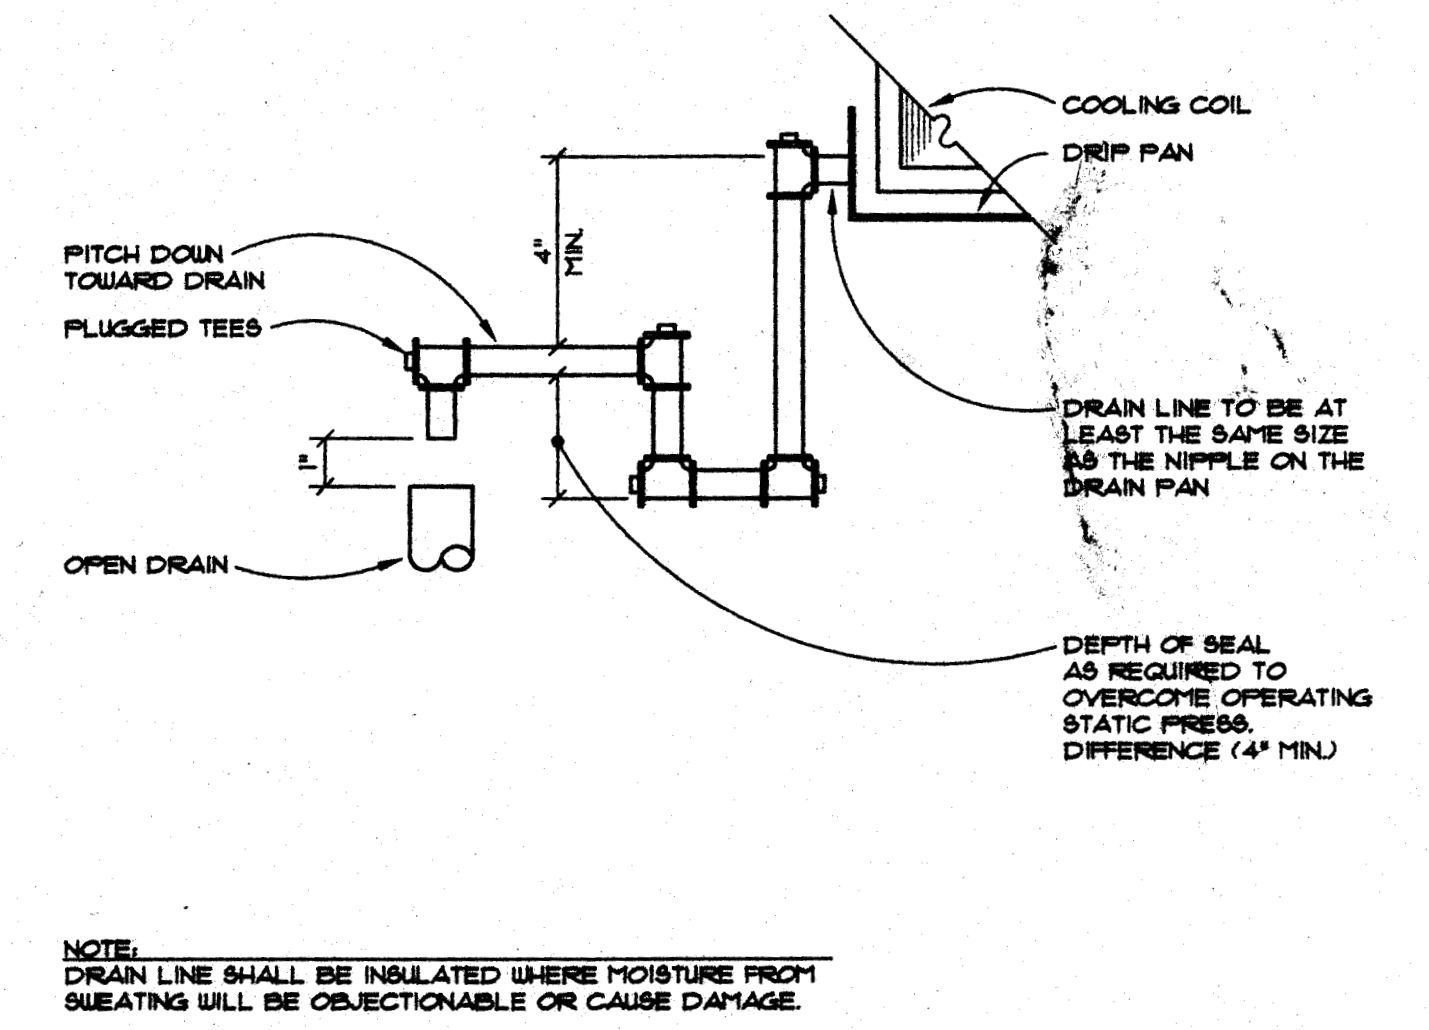 COOLING COIL
DRIP PAN
4"
MIN.
PITCH DOWN
TOWARD DRAIN
PLUGGED TEES
1"
OPEN DRAIN
DRAIN LINE TO BE AT
LEAST THE SAME SIZE
AS THE NIPPLE ON THE
DRAIN PAN
DEPTH OF SEAL
AS REQUIRED TO
OVERCOME OPERATING
STATIC PRESS.
DIFFERENCE (4" MIN.)
NOTE:
DRAIN LINE SHALL BE INSULATED WHERE MOISTURE FROM
SWEATING WILL BE OBJECTIONABLE OR CAUSE DAMAGE.